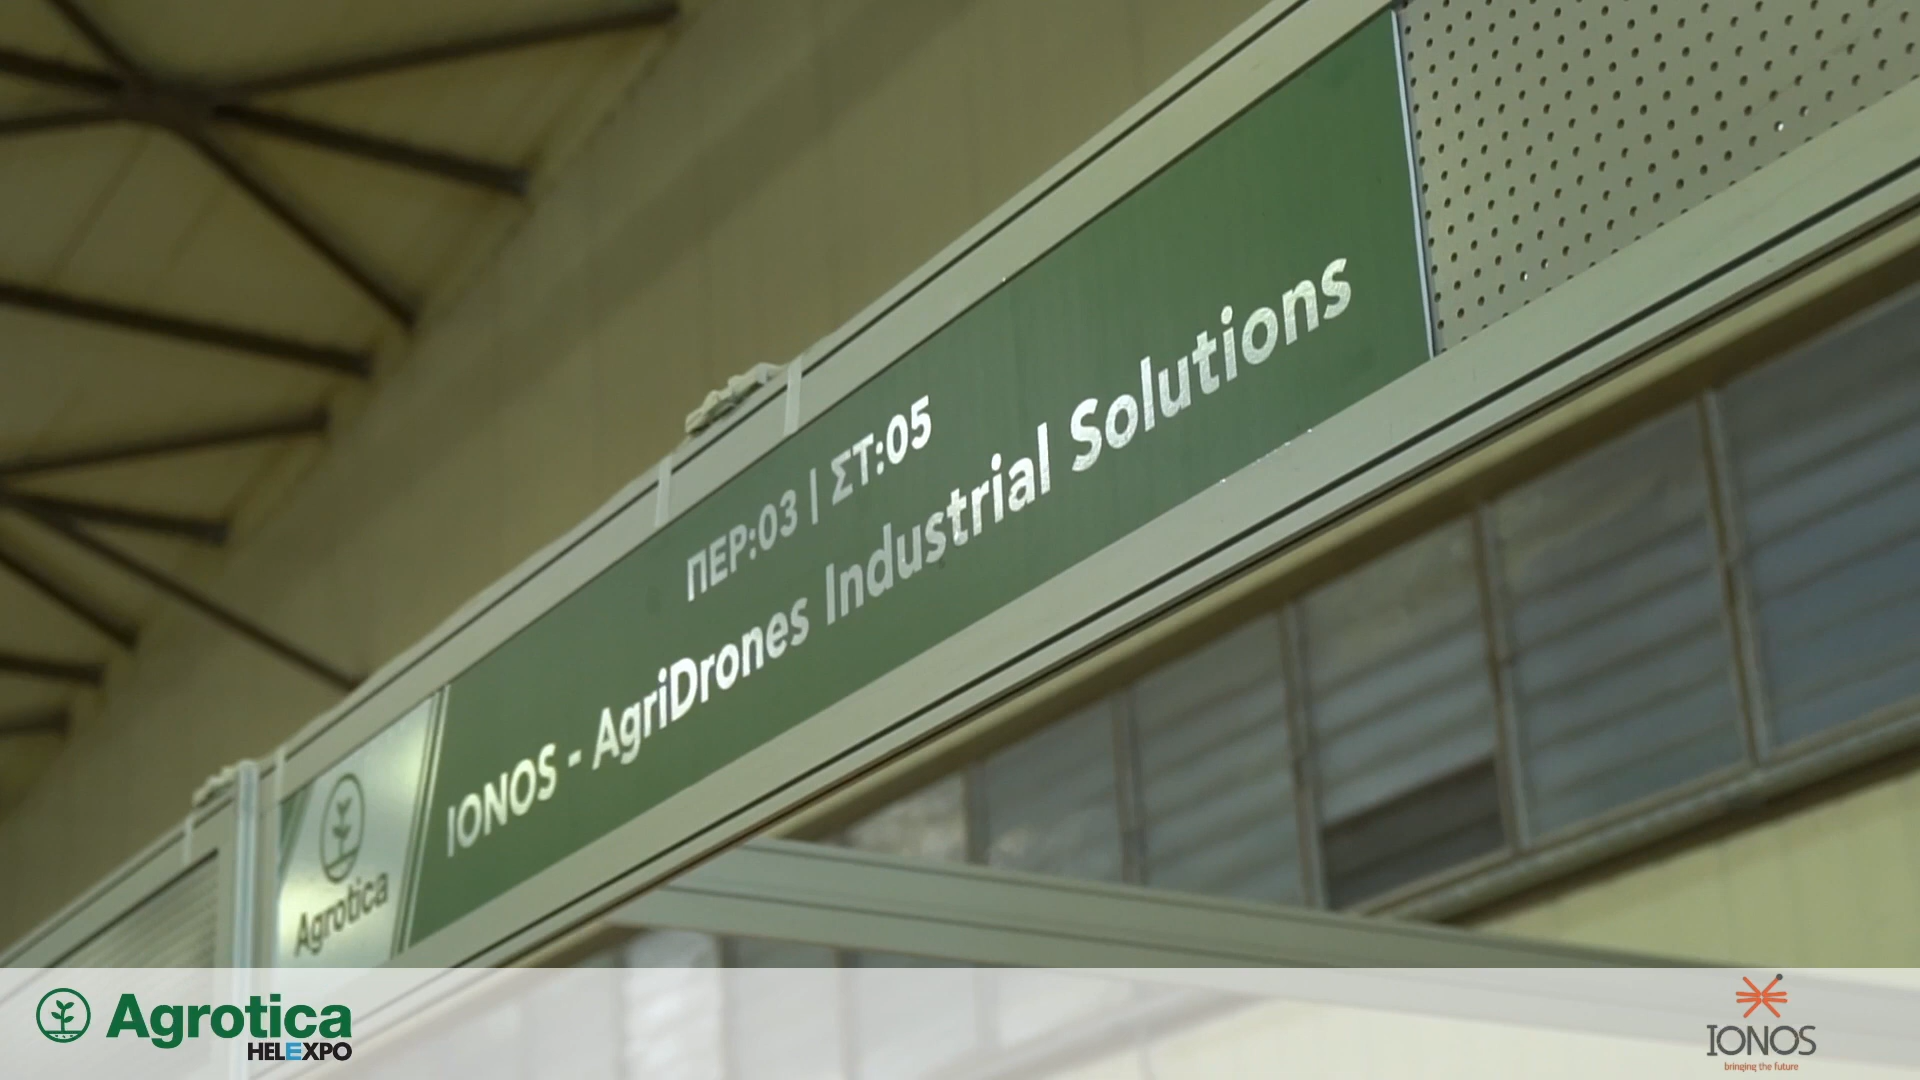 ΠΕΡ:03 | ΣΤ:05
IONOS - AgriDrones Industrial Solutions
Agrotica
Agrotica
HELEXPO
IONOS
bringing the future